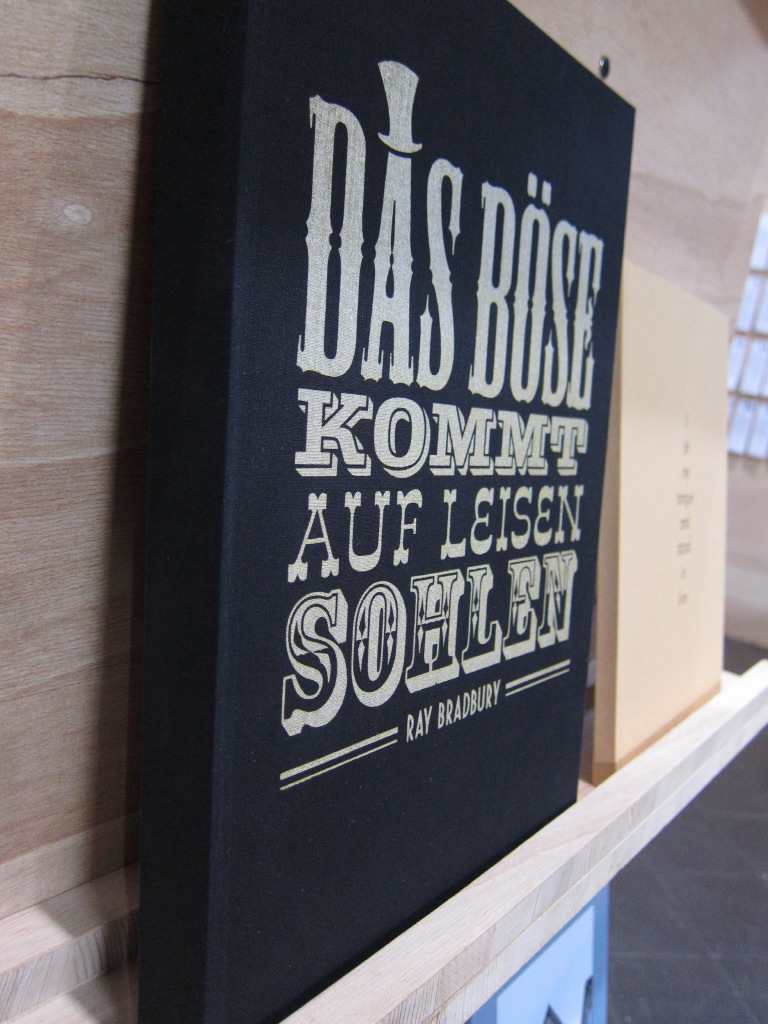 DAS BÖSE
KOMMT
AUF LEISEN
SOHLEN
RAY BRADBURY